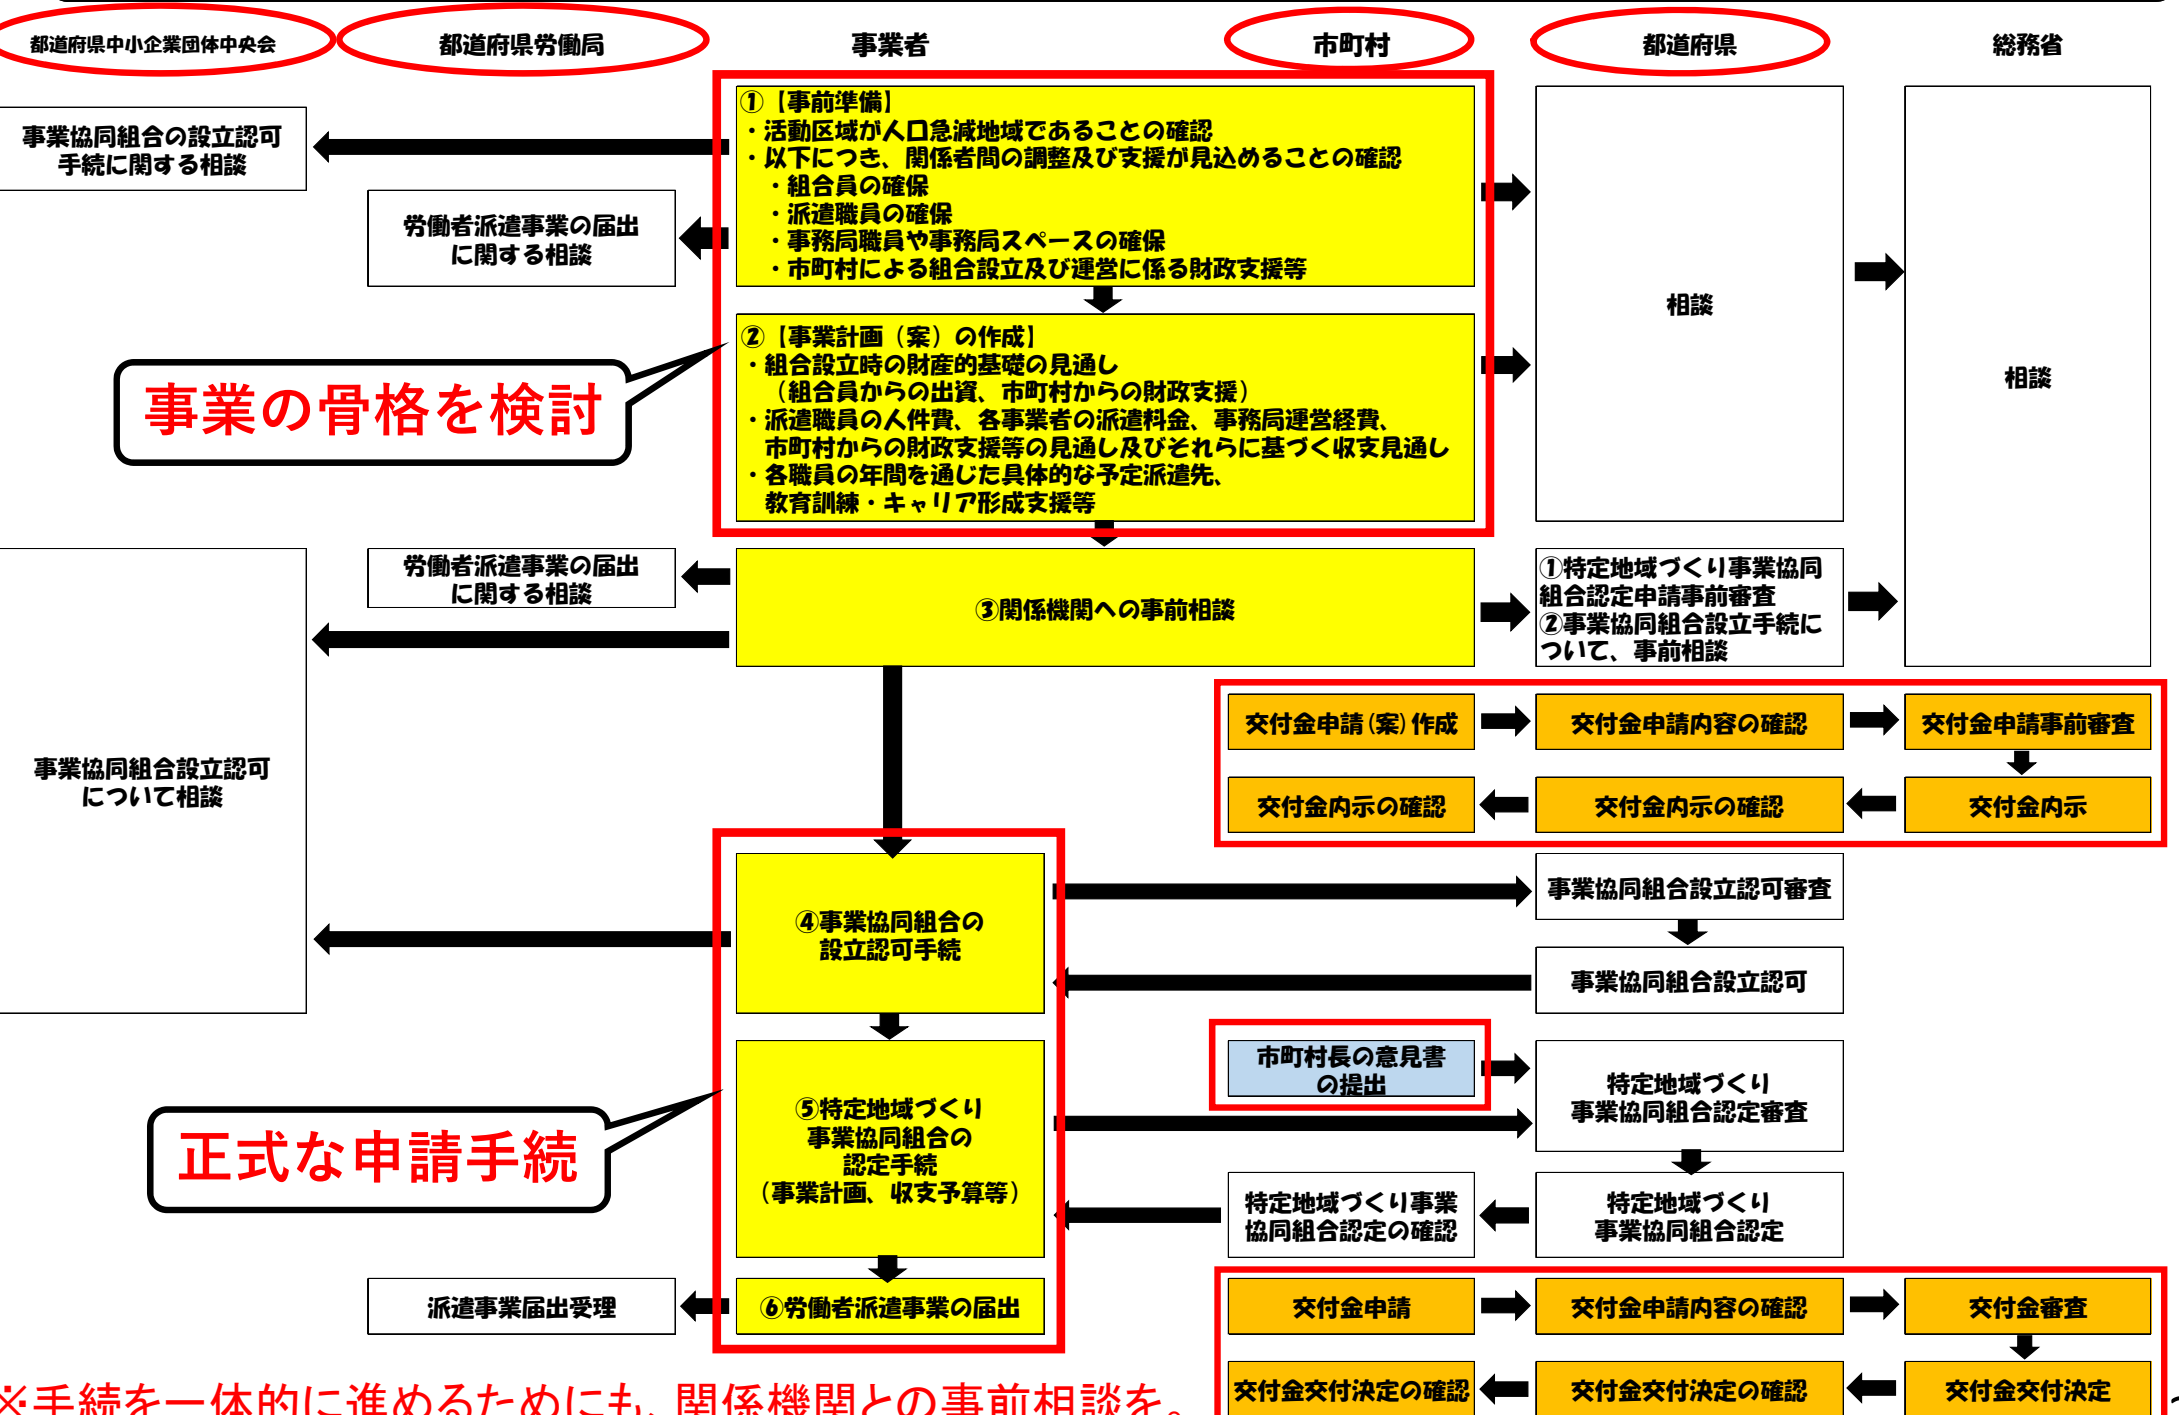 都道府県中小企業団体中央会
都道府県労働局
事業者
市町村
都道府県
総務省
事業協同組合の設立認可
手続に関する相談
労働者派遣事業の届出
に関する相談
①【事前準備】
・活動区域が人口急減地域であることの確認
・以下につき、関係者間の調整及び支援が見込めることの確認
・組合員の確保
・派遣職員の確保
・事務局職員や事務局スペースの確保
・市町村による組合設立及び運営に係る財政支援等
相談
相談
②【事業計画（案）の作成】
・組合設立時の財産的基礎の見通し
（組合員からの出資、市町村からの財政支援）
・派遣職員の人件費、各事業者の派遣料金、事務局運営経費、
市町村からの財政支援等の見通し及びそれらに基づく収支見通し
・各職員の年間を通じた具体的な予定派遣先、
教育訓練・キャリア形成支援等
事業の骨格を検討
労働者派遣事業の届出
に関する相談
③関係機関への事前相談
①特定地域づくり事業協同
組合認定申請事前審査
②事業協同組合設立手続に
ついて、事前相談
事業協同組合設立認可
について相談
交付金申請(案)作成
交付金申請内容の確認
交付金申請事前審査
交付金内示の確認
交付金内示の確認
交付金内示
④事業協同組合の
設立認可手続
事業協同組合設立認可審査
事業協同組合設立認可
市町村長の意見書
の提出
特定地域づくり
事業協同組合認定審査
⑤特定地域づくり
事業協同組合の
認定手続
（事業計画、収支予算等）
正式な申請手続
特定地域づくり事業
協同組合認定の確認
特定地域づくり
事業協同組合認定
派遣事業届出受理
⑥労働者派遣事業の届出
交付金申請
交付金申請内容の確認
交付金審査
交付金交付決定の確認
交付金交付決定の確認
交付金交付決定
※手続を一体的に進めるためにも、関係機関との事前相談を。